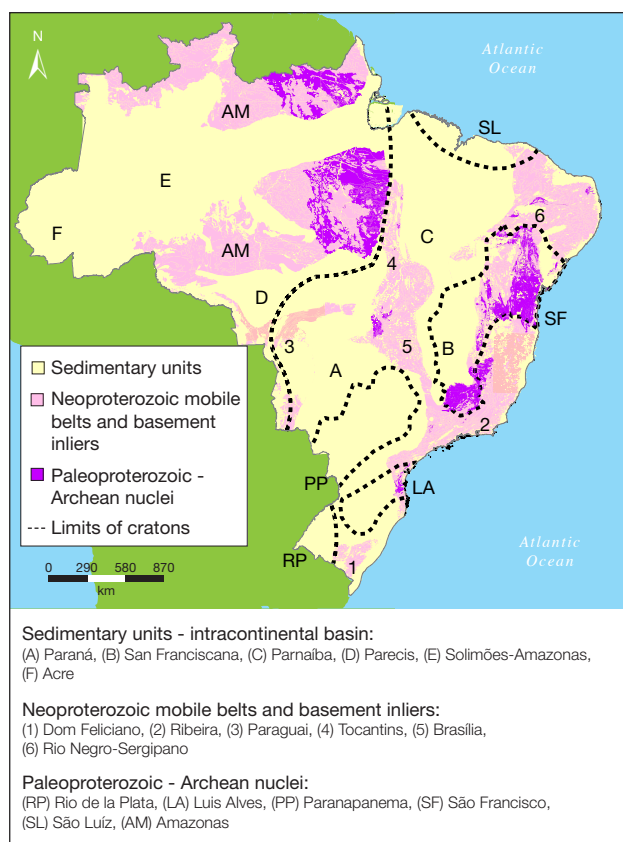 N
Atlantic
Ocean
AM
SL
E
6
F
C
AM
4
D
SF
3
B
5
A
Sedimentary units
Neoproterozoic mobile
belts and basement
inliers
2
Paleoproterozoic -
Archean nuclei
PP
LA
Limits of cratons
Atlantic
Ocean
RP
1
0 290 580 870
km
Sedimentary units - intracontinental basin:
(A) Paraná, (B) San Franciscana, (C) Parnaíba, (D) Parecis, (E) Solimões-Amazonas,
(F) Acre
Neoproterozoic mobile belts and basement inliers:
(1) Dom Feliciano, (2) Ribeira, (3) Paraguai, (4) Tocantins, (5) Brasília,
(6) Rio Negro-Sergipano
Paleoproterozoic - Archean nuclei:
(RP) Rio de la Plata, (LA) Luis Alves, (PP) Paranapanema, (SF) São Francisco,
(SL) São Luíz, (AM) Amazonas